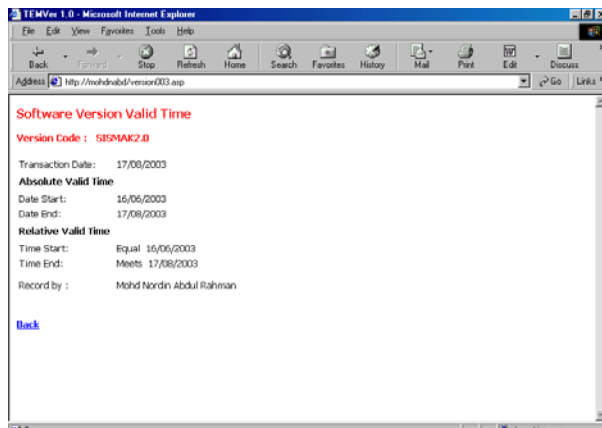 TEMVer 1.0 - Microsoft Internet Explorer
File Edit View Favorites Tools Help
Back Forward Stop Refresh Home Search Favorites History Mail Print Edit Discuss
Address http://mohdnabd/version003.asp Go Links
Software Version Valid Time
Version Code : SISMAK2.0
Transaction Date: 17/08/2003
Absolute Valid Time
Date Start: 16/06/2003
Date End: 17/08/2003
Relative Valid Time
Time Start: Equal 16/06/2003
Time End: Meets 17/08/2003
Record by : Mohd Nordin Abdul Rahman
Back